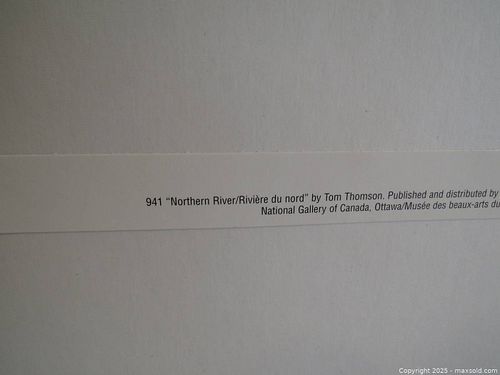 941 "Northern River/Rivière du nord" by Tom Thomson. Published and distributed by
National Gallery of Canada, Ottawa/Musée des beaux-arts du
Copyright 2025 - maxsold.com